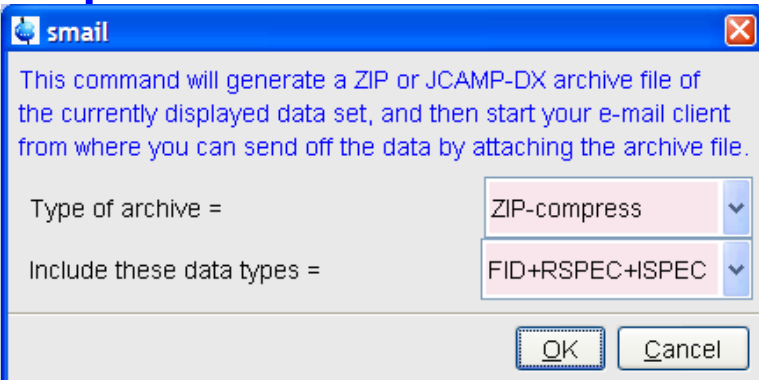 smail
This command will generate a ZIP or JCAMP-DX archive file of
the currently displayed data set, and then start your e-mail client
from where you can send off the data by attaching the archive file.
Type of archive = ZIP-compress
Include these data types = FID+RSPEC+ISPEC
OK Cancel